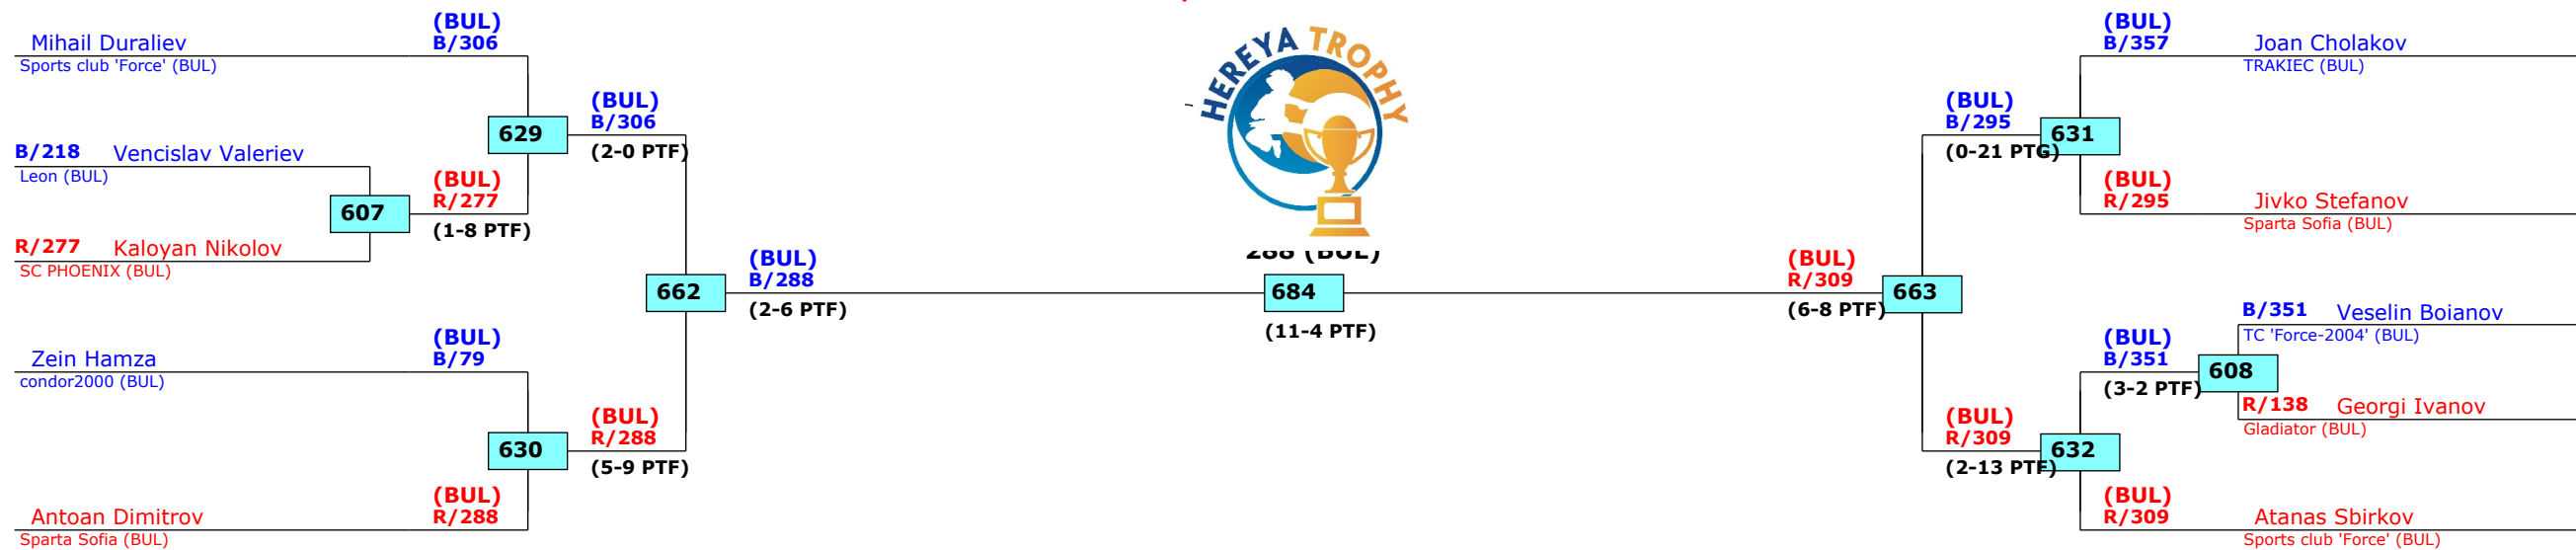 (BUL)
B/306
Mihail Duraliev
Sports club 'Force' (BUL)
(BUL)
B/306
629
(2-0 PTF)
B/218 Vencislav Valeriev
Leon (BUL)
(BUL)
R/277
607
(1-8 PTF)
R/277 Kaloyan Nikolov
SC PHOENIX (BUL)
(BUL)
B/288
662
(2-6 PTF)
(BUL)
B/79
Zein Hamza
condor2000 (BUL)
(BUL)
R/288
630
(5-9 PTF)
(BUL)
R/288
Antoan Dimitrov
Sparta Sofia (BUL)
HEREYA TROPHY
288 (BUL)
684
(11-4 PTF)
(BUL)
B/357
Joan Cholakov
TRAKIEC (BUL)
(BUL)
B/295
631
(0-21 PTG)
(BUL)
R/295
Jivko Stefanov
Sparta Sofia (BUL)
(BUL)
R/309
663
(6-8 PTF)
B/351 Veselin Boianov
TC 'Force-2004' (BUL)
(BUL)
B/351
608
(3-2 PTF)
R/138 Georgi Ivanov
Gladiator (BUL)
(BUL)
R/309
632
(2-13 PTF)
(BUL)
R/309
Atanas Sbirkov
Sports club 'Force' (BUL)